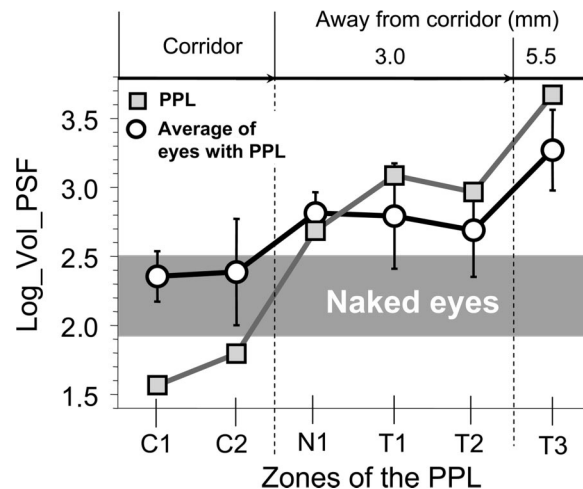 Away from corridor (mm)
Corridor
3.0
5.5
PPL
Average of
eyes with PPL
3.5
3.0
2.5
2.0
1.5
Log_Vol_PSF
Naked eyes
C1 C2 N1 T1 T2 T3
Zones of the PPL